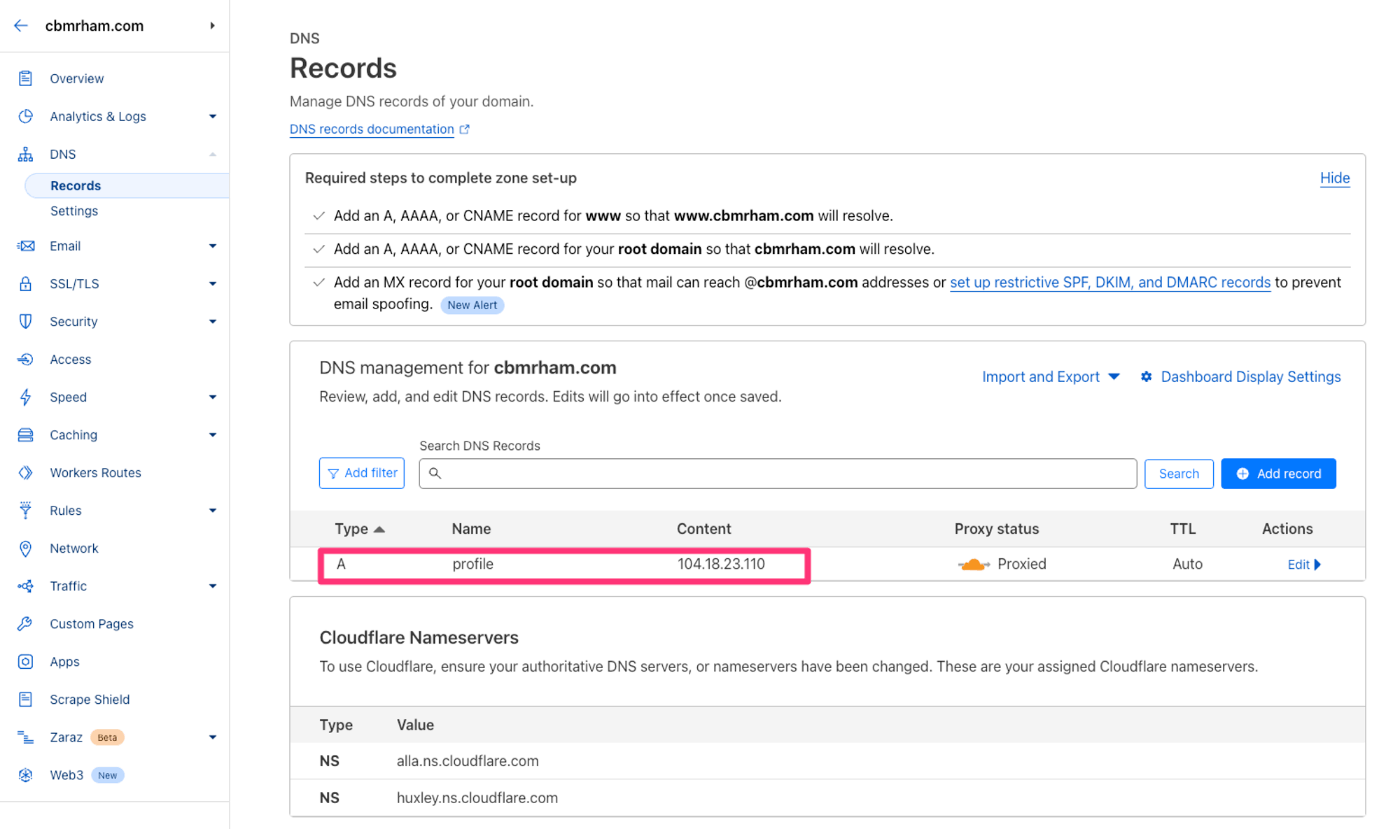 cbmrham.com
Overview
Analytics & Logs
DNS
Records
Settings
Email
SSL/TLS
Security
Access
Speed
Caching
Workers Routes
Rules
Network
Traffic
Custom Pages
Apps
Scrape Shield
Zaraz Beta
Web3 New
DNS
Records
Manage DNS records of your domain.
DNS records documentation
Required steps to complete zone set-up Hide
Add an A, AAAA, or CNAME record for www so that www.cbmrham.com will resolve.
Add an A, AAAA, or CNAME record for your root domain so that cbmrham.com will resolve.
Add an MX record for your root domain so that mail can reach @cbmrham.com addresses or set up restrictive SPF, DKIM, and DMARC records to prevent
email spoofing. New Alert
DNS management for cbmrham.com
Review, add, and edit DNS records. Edits will go into effect once saved.
Import and Export Dashboard Display Settings
Search DNS Records
Add filter Search Add record
Type Name Content Proxy status TTL Actions
A profile 104.18.23.110 Proxied Auto Edit
Cloudflare Nameservers
To use Cloudflare, ensure your authoritative DNS servers, or nameservers have been changed. These are your assigned Cloudflare nameservers.
Type Value
NS alla.ns.cloudflare.com
NS huxley.ns.cloudflare.com